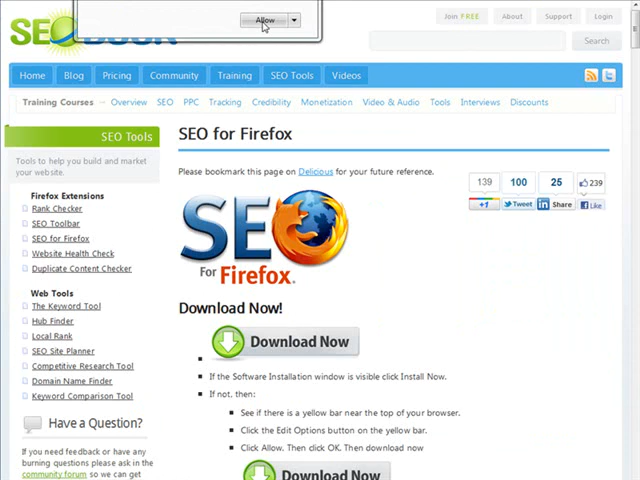 Allow
SEO BOOK
Join FREE About Support Login
Search
Home Blog Pricing Community Training SEO Tools Videos
Training Courses Overview SEO PPC Tracking Credibility Monetization Video & Audio Tools Interviews Discounts
SEO Tools
Tools to help you build and market
your website.
Firefox Extensions
Rank Checker
SEO Toolbar
SEO for Firefox
Website Health Check
Duplicate Content Checker
Web Tools
The Keyword Tool
Hub Finder
Local Rank
SEO Site Planner
Competitive Research Tool
Domain Name Finder
Keyword Comparison Tool
Have a Question?
If you need feedback or have any
burning questions please ask in the
community forum so we can get
SEO for Firefox
Please bookmark this page on Delicious for your future reference.
139 100 25 239
+1 Tweet in Share Like
SEO
For Firefox.
Download Now!
Download Now
If the Software Installation window is visible click Install Now.
If not, then:
See if there is a yellow bar near the top of your browser.
Click the Edit Options button on the yellow bar.
Click Allow. Then click OK. Then download now
Download Now